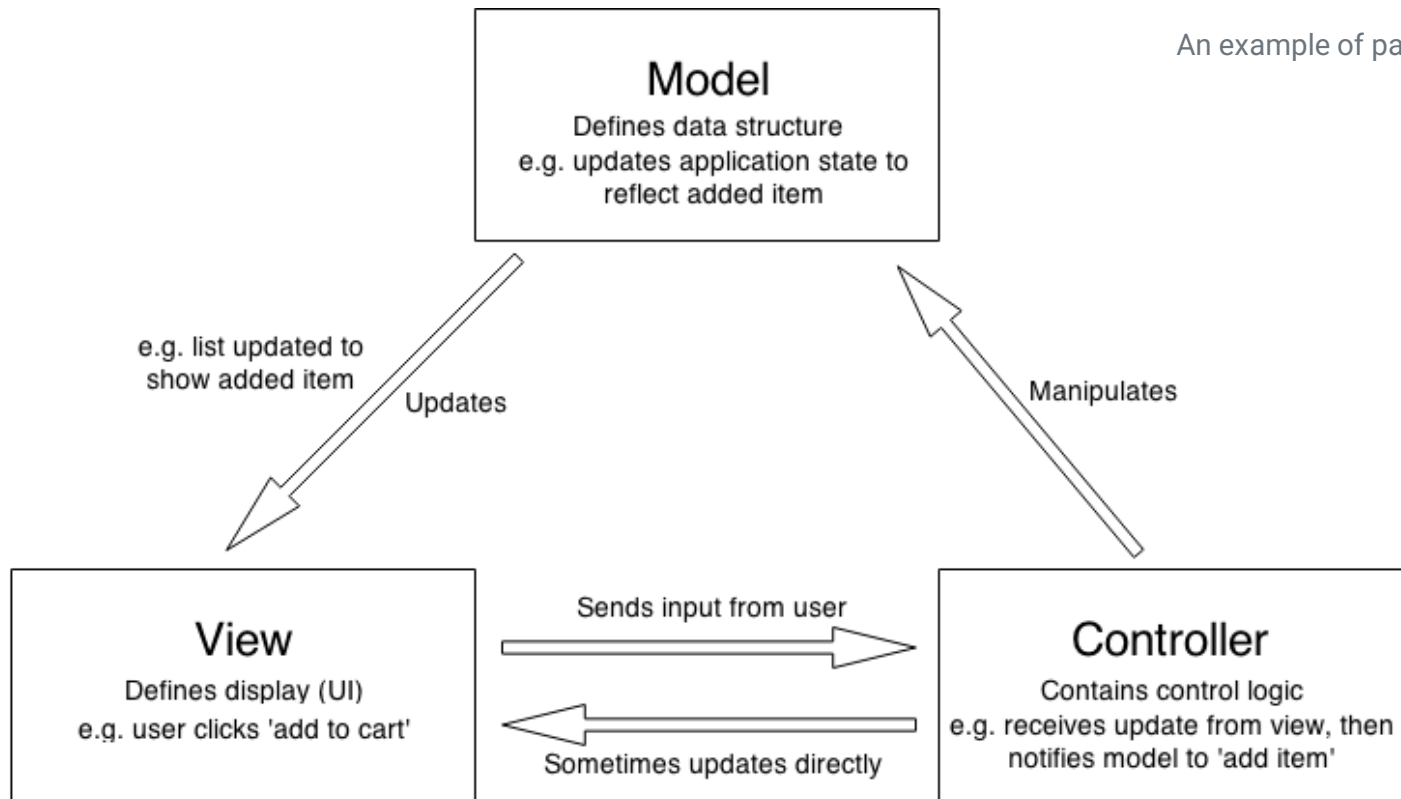 An example of
Model
Defines data structure
e.g. updates application state to
reflect added item
e.g. list updated to
show added item
Updates
Manipulates
Sends input from user
View
Defines display (UI)
e.g. user clicks 'add to cart'
Controller
Contains control logic
e.g. receives update from view, then
notifies model to 'add item'
Sometimes updates directly